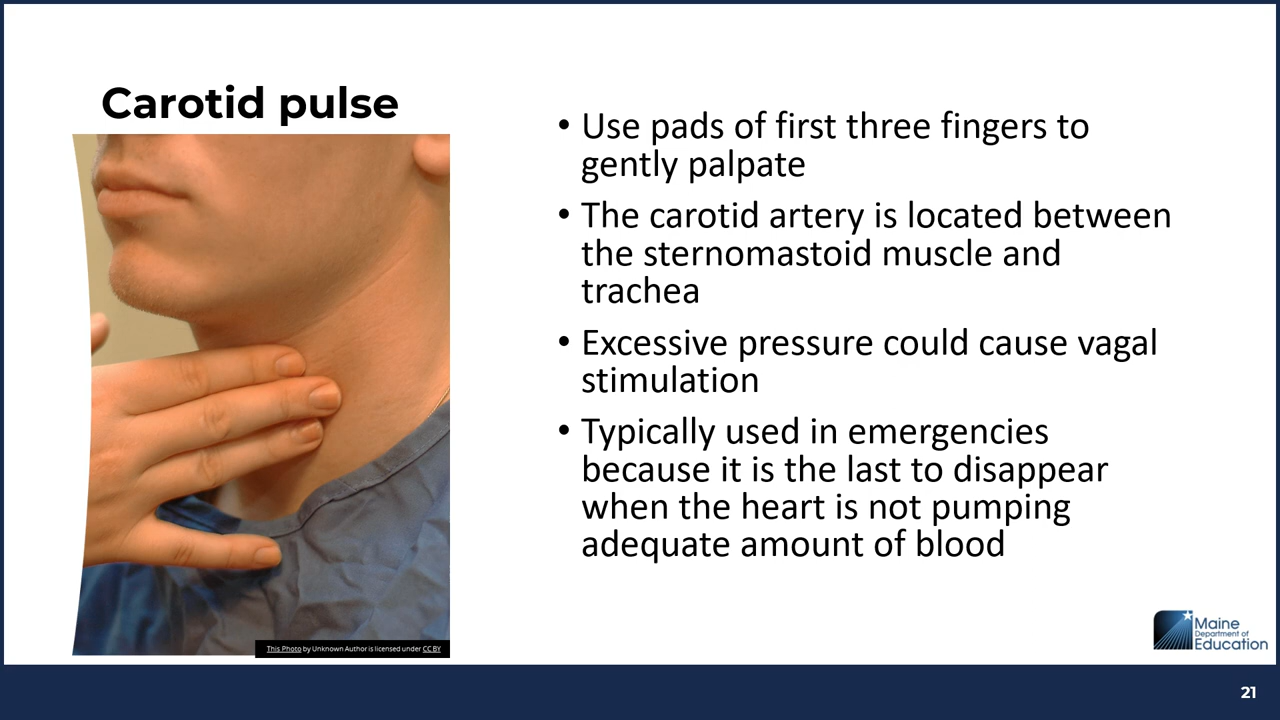 Carotid pulse
• Use pads of first three fingers to
gently palpate
• The carotid artery is located between
the sternomastoid muscle and
trachea
• Excessive pressure could cause vagal
stimulation
• Typically used in emergencies
because it is the last to disappear
when the heart is not pumping
adequate amount of blood
This Photo by Unknown Author is licensed under CC BY
Maine
Department of
Education
21